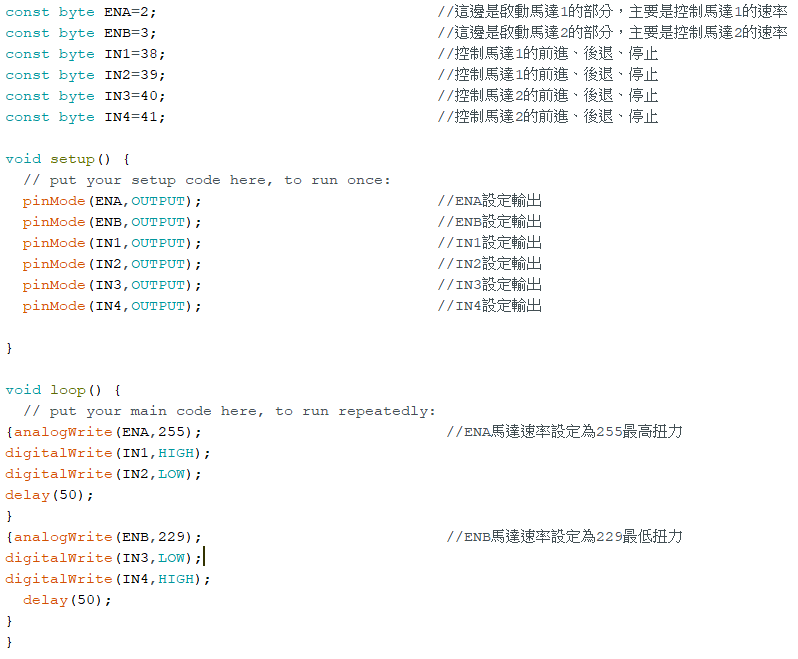 const byte ENA=2; //這邊是啟動馬達1的部分，主要是控制馬達1的速率
const byte ENB=3; //這邊是啟動馬達2的部分，主要是控制馬達2的速率
const byte IN1=38; //控制馬達1的前進、後退、停止
const byte IN2=39; //控制馬達1的前進、後退、停止
const byte IN3=40; //控制馬達2的前進、後退、停止
const byte IN4=41; //控制馬達2的前進、後退、停止
void setup() {
// put your setup code here, to run once:
pinMode(ENA,OUTPUT); //ENA設定輸出
pinMode(ENB,OUTPUT); //ENB設定輸出
pinMode(IN1,OUTPUT); //IN1設定輸出
pinMode(IN2,OUTPUT); //IN2設定輸出
pinMode(IN3,OUTPUT); //IN3設定輸出
pinMode(IN4,OUTPUT); //IN4設定輸出
}
void loop() {
// put your main code here, to run repeatedly:
{analogWrite(ENA,255); //ENA馬達速率設定為255最高扭力
digitalWrite(IN1,HIGH);
digitalWrite(IN2,LOW);
delay(50);
}
{analogWrite(ENB,229); //ENB馬達速率設定為229最低扭力
digitalWrite(IN3,LOW);
digitalWrite(IN4,HIGH);
delay(50);
}
}